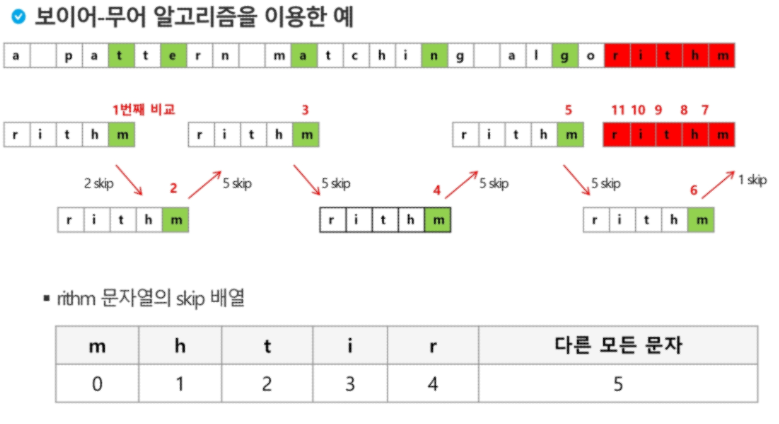 보이어-무어 알고리즘을 이용한 예
a p a t t e r n m a t c h i n g a l g o r i t h m
1번째 비교 3 5 11 10 9 8 7
r i t h m r i t h m r i t h m r i t h m
2 skip 2 5 skip 5 skip 4 5 skip 5 skip 6 1 skip
r i t h m r i t h m r i t h m
▪ rithm 문자열의 skip 배열
m h t i r 다른 모든 문자
0 1 2 3 4 5